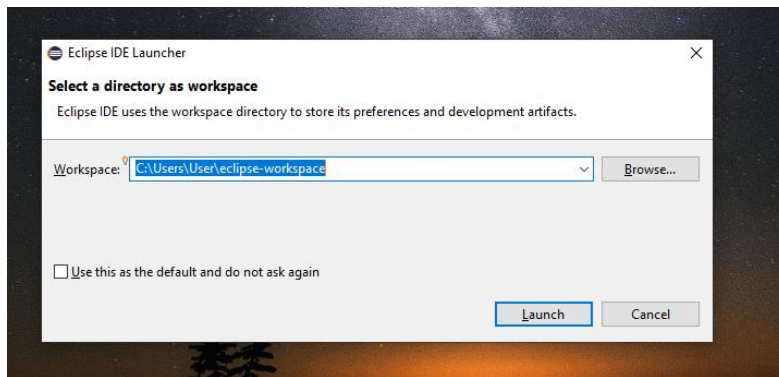 Eclipse IDE Launcher
Select a directory as workspace
Eclipse IDE uses the workspace directory to store its preferences and development artifacts.
Workspace: C:\Users\User\eclipse-workspace Browse...
Use this as the default and do not ask again
Launch Cancel